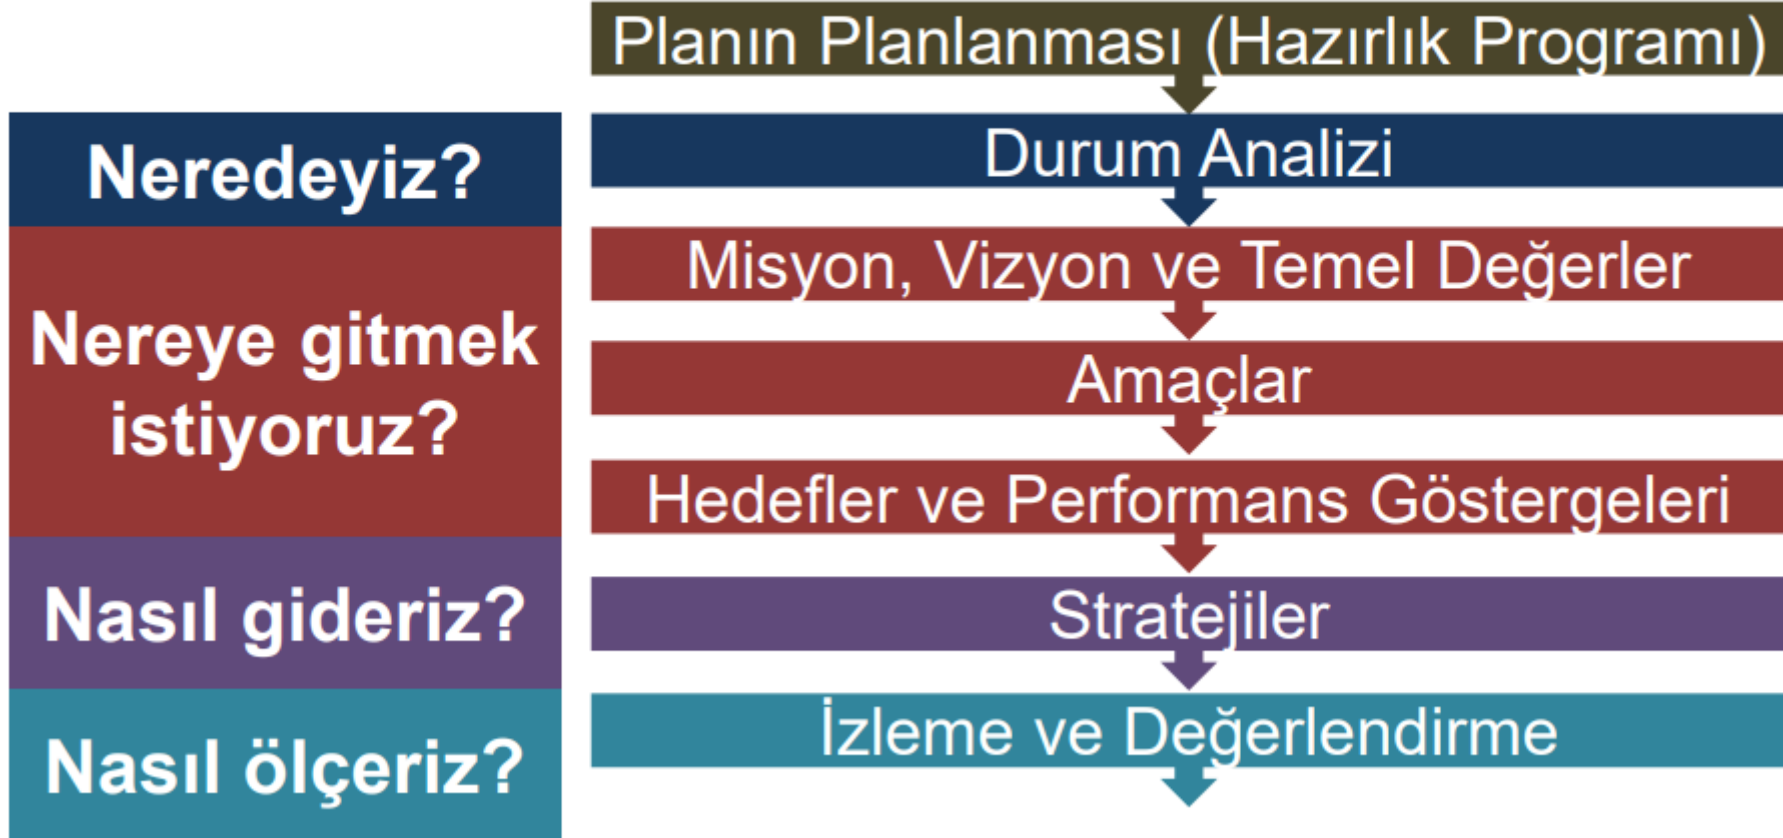 Planın Planlanması (Hazırlık Programı)
Neredeyiz?
Durum Analizi
Nereye gitmek
istiyoruz?
Misyon, Vizyon ve Temel Değerler
Amaçlar
Hedefler ve Performans Göstergeleri
Nasıl gideriz?
Stratejiler
Nasıl ölçeriz?
İzleme ve Değerlendirme